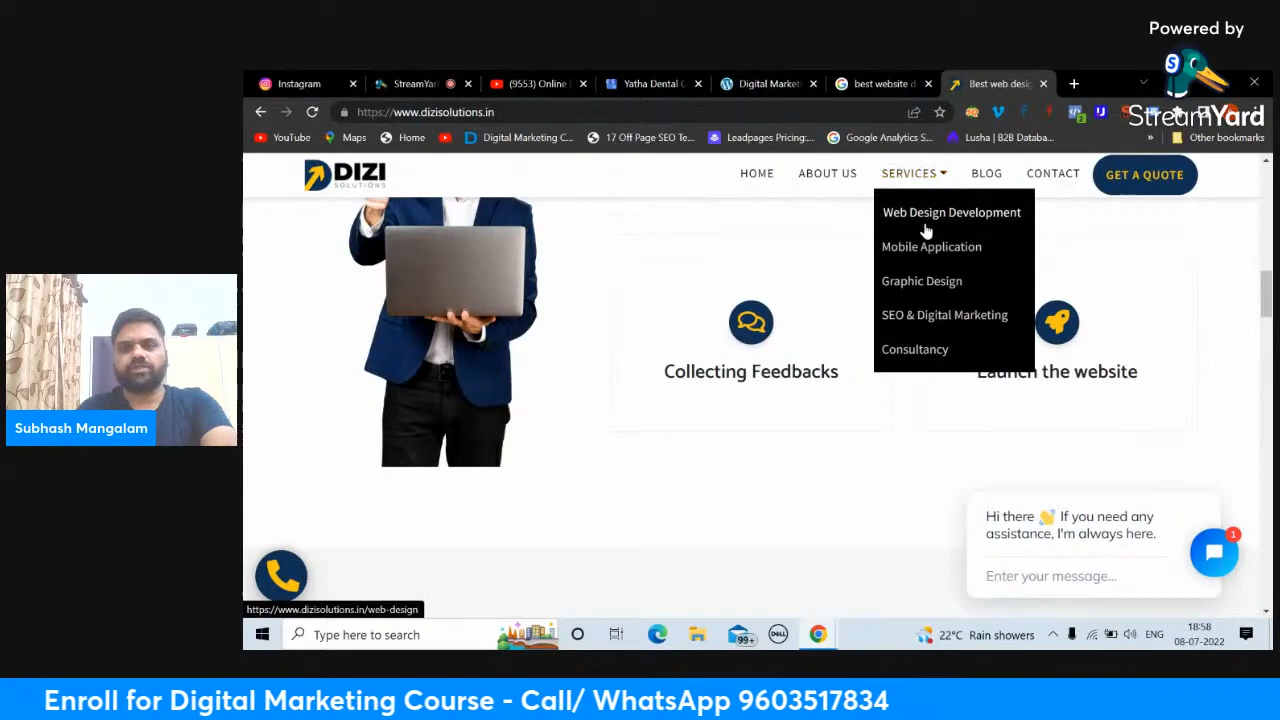 Powered by
StreamYard
Instagram
StreamYar
(9553) Online
Yatha Dental C
Digital Market
best website d
Best web desig
https://www.dizisolutions.in
2
YouTube
Maps
Home
Digital Marketing C...
17 Off Page SEO Te...
Leadpages Pricing:...
Google Analytics S...
Lusha | B2B Databa...
»
Other bookmarks
DIZI
SOLUTIONS
HOME
ABOUT US
SERVICES
BLOG
CONTACT
GET A QUOTE
Web Design Development
Mobile Application
Graphic Design
SEO & Digital Marketing
Consultancy
Collecting Feedbacks
Launch the website
Subhash Mangalam
Hi there 👋 If you need any
assistance, I'm always here.
1
Enter your message...
https://www.dizisolutions.in/web-design
Type here to search
99+
DELL
22°C Rain showers
ENG
18:58
08-07-2022
Enroll for Digital Marketing Course - Call/ WhatsApp 9603517834